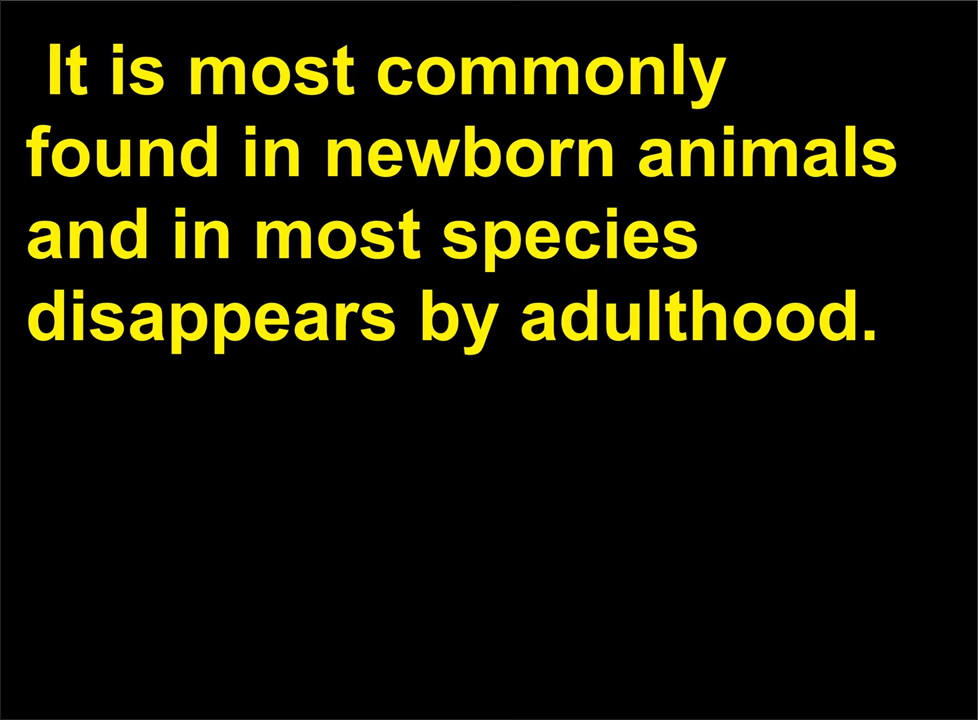 It is most commonly
found in newborn animals
and in most species
disappears by adulthood.